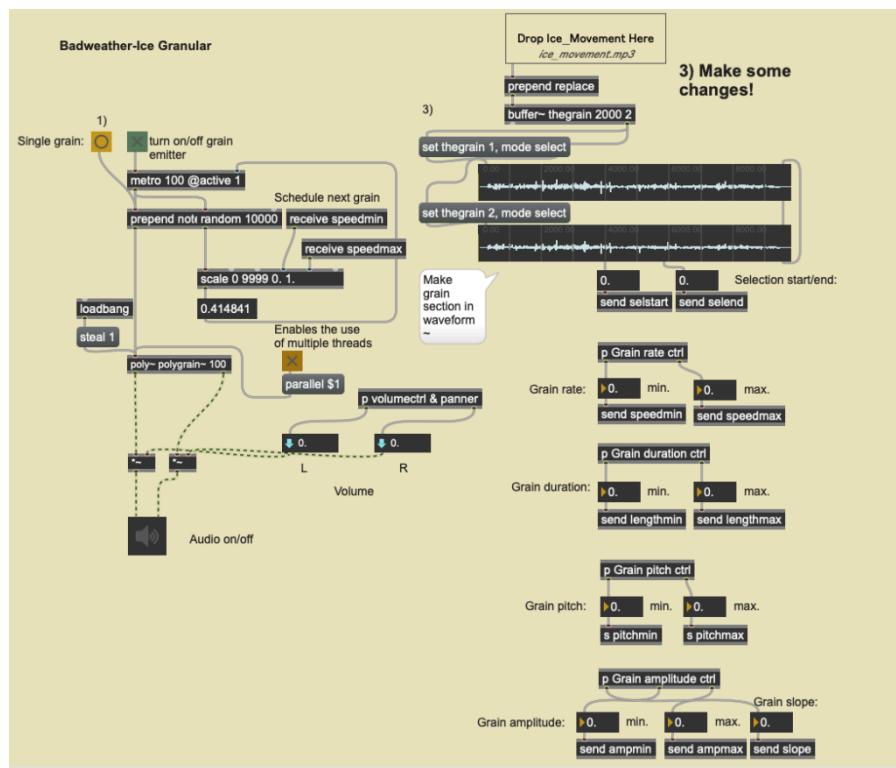 Badweather-Ice Granular
Drop Ice_Movement Here
ice_movement.mp3
3) Make some
changes!
prepend replace
3)
buffer~ thegrain 2000 2
1)
Single grain:
turn on/off grain
emitter
set thegrain 1, mode select
0.00 2000.00 4000.00 6000.00 8000.00
metro 100 @active 1
Schedule next grain
prepend note
random 10000
receive speedmin
set thegrain 2, mode select
0.00 2000.00 4000.00 6000.00 8000.00
receive speedmax
scale 0 9999 0. 1.
Make
grain
section in
waveform
~
0.
0.
Selection start/end:
send selstart
send selend
0.414841
loadbang
Enables the use
of multiple threads
steal 1
poly~ polygrain~ 100
parallel $1
p volumectrl & panner
0.
0.
L
R
*~
*~
Volume
Audio on/off
p Grain rate ctrl
Grain rate:
0.
min.
0.
max.
send speedmin
send speedmax
p Grain duration ctrl
Grain duration:
0.
min.
0.
max.
send lengthmin
send lengthmax
p Grain pitch ctrl
Grain pitch:
0.
min.
0.
max.
s pitchmin
s pitchmax
p Grain amplitude ctrl
Grain slope:
Grain amplitude:
0.
min.
0.
max.
0.
send ampmin
send ampmax
send slope